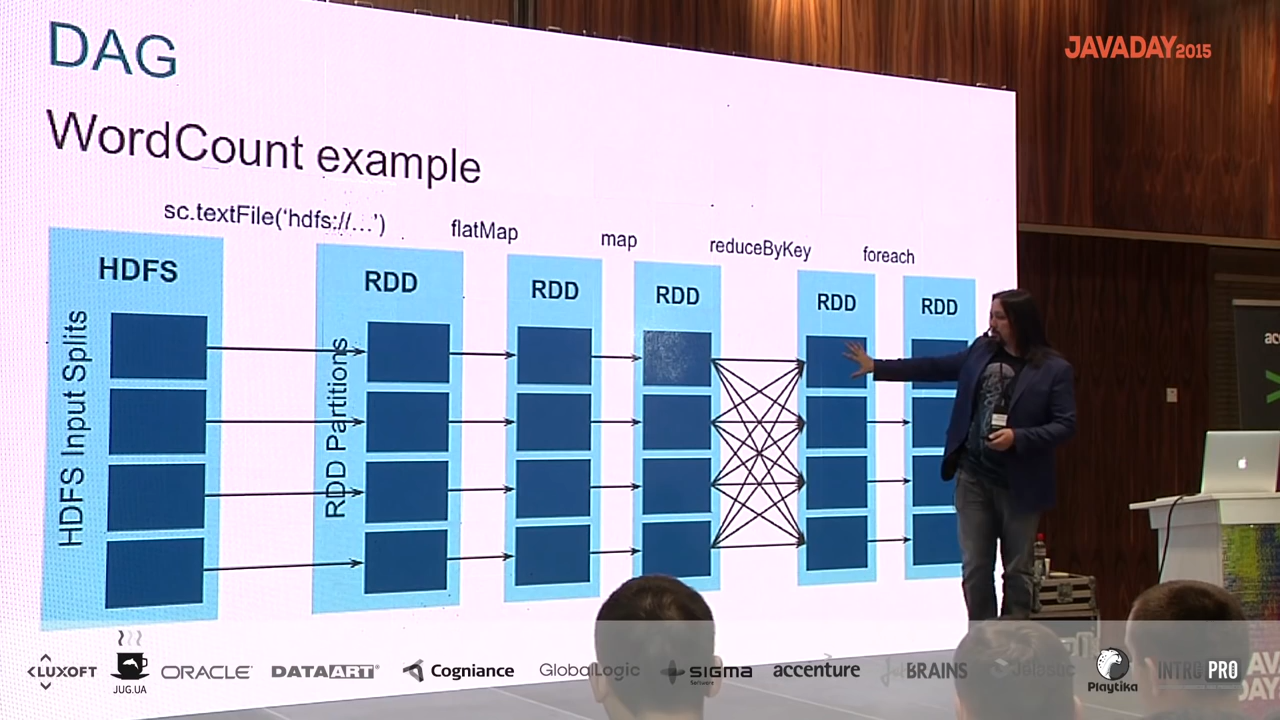 DAG
JAVADAY2015
WordCount example
sc.textFile('hdfs://…')
flatMap
map
reduceByKey
foreach
HDFS
RDD
RDD
RDD
RDD
RDD
HDFS Input Splits
RDD Partitions
LUXOFT
JUG.UA
ORACLE
DATAART
Cogniance
GlobalLogic
SIGMA
Software
accenture
BRAINS
Jelastic
Playtika
INTRO PRO